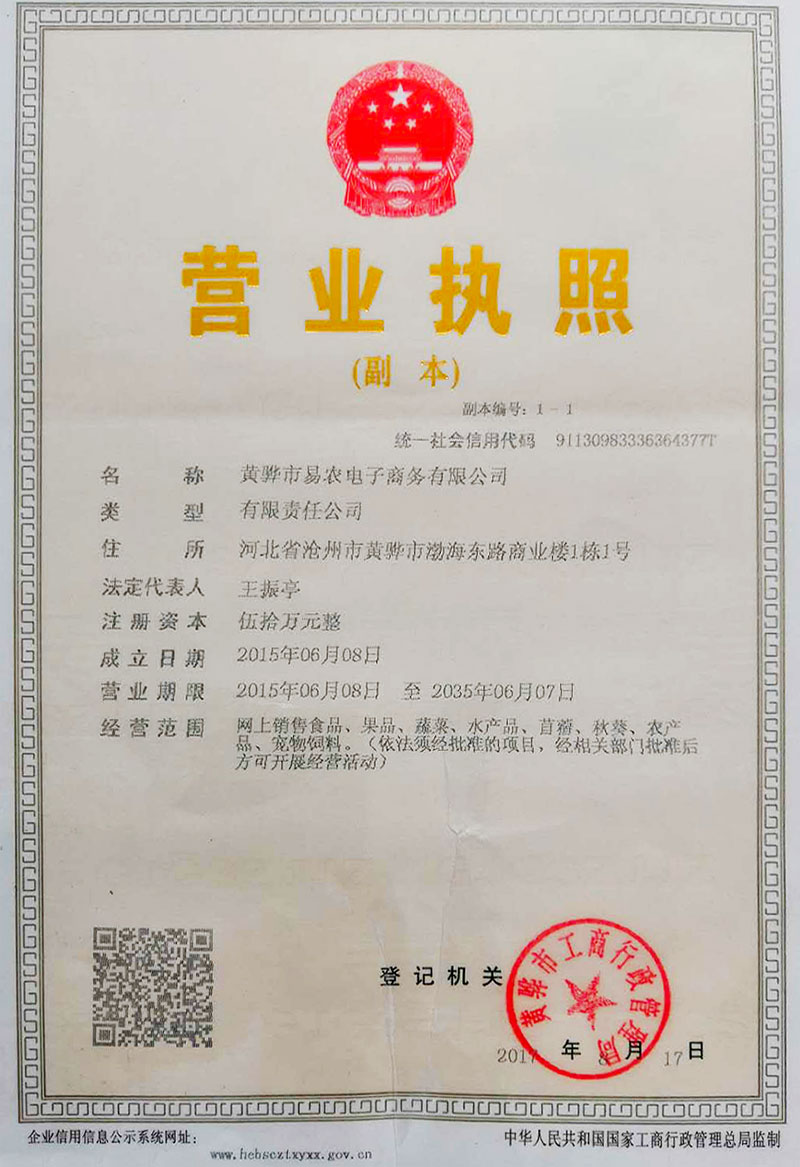 营业执照
(副 本)
副本编号：1－1
统一社会信用代码 91130983336364377T
名称 黄骅市易农电子商务有限公司
类型 有限责任公司
住所 河北省沧州市黄骅市渤海东路商业楼1栋1号
法定代表人 王振亭
注册资本 伍拾万元整
成立日期 2015年06月08日
营业期限 2015年06月08日 至 2035年06月07日
经营范围 网上销售食品、果品、蔬菜、水产品、苜蓿、秋葵、农产
品、宠物饲料。（依法须经批准的项目，经相关部门批准后
方可开展经营活动）
登记机关
黄骅市工商行政管理局
2017 年 月 17 日
企业信用信息公示系统网址：
www.hebscztxyxx.gov.cn
中华人民共和国国家工商行政管理总局监制